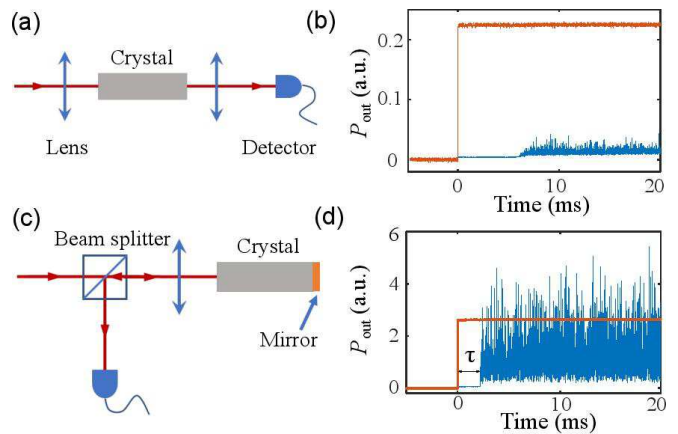 (a)
Crystal
Lens
Detector
(b)
P_out (a.u.)
0.2
0.1
0
0
10
20
Time (ms)
(c)
Beam splitter
Crystal
Mirror
(d)
P_out (a.u.)
6
4
2
0
τ
0
10
20
Time (ms)